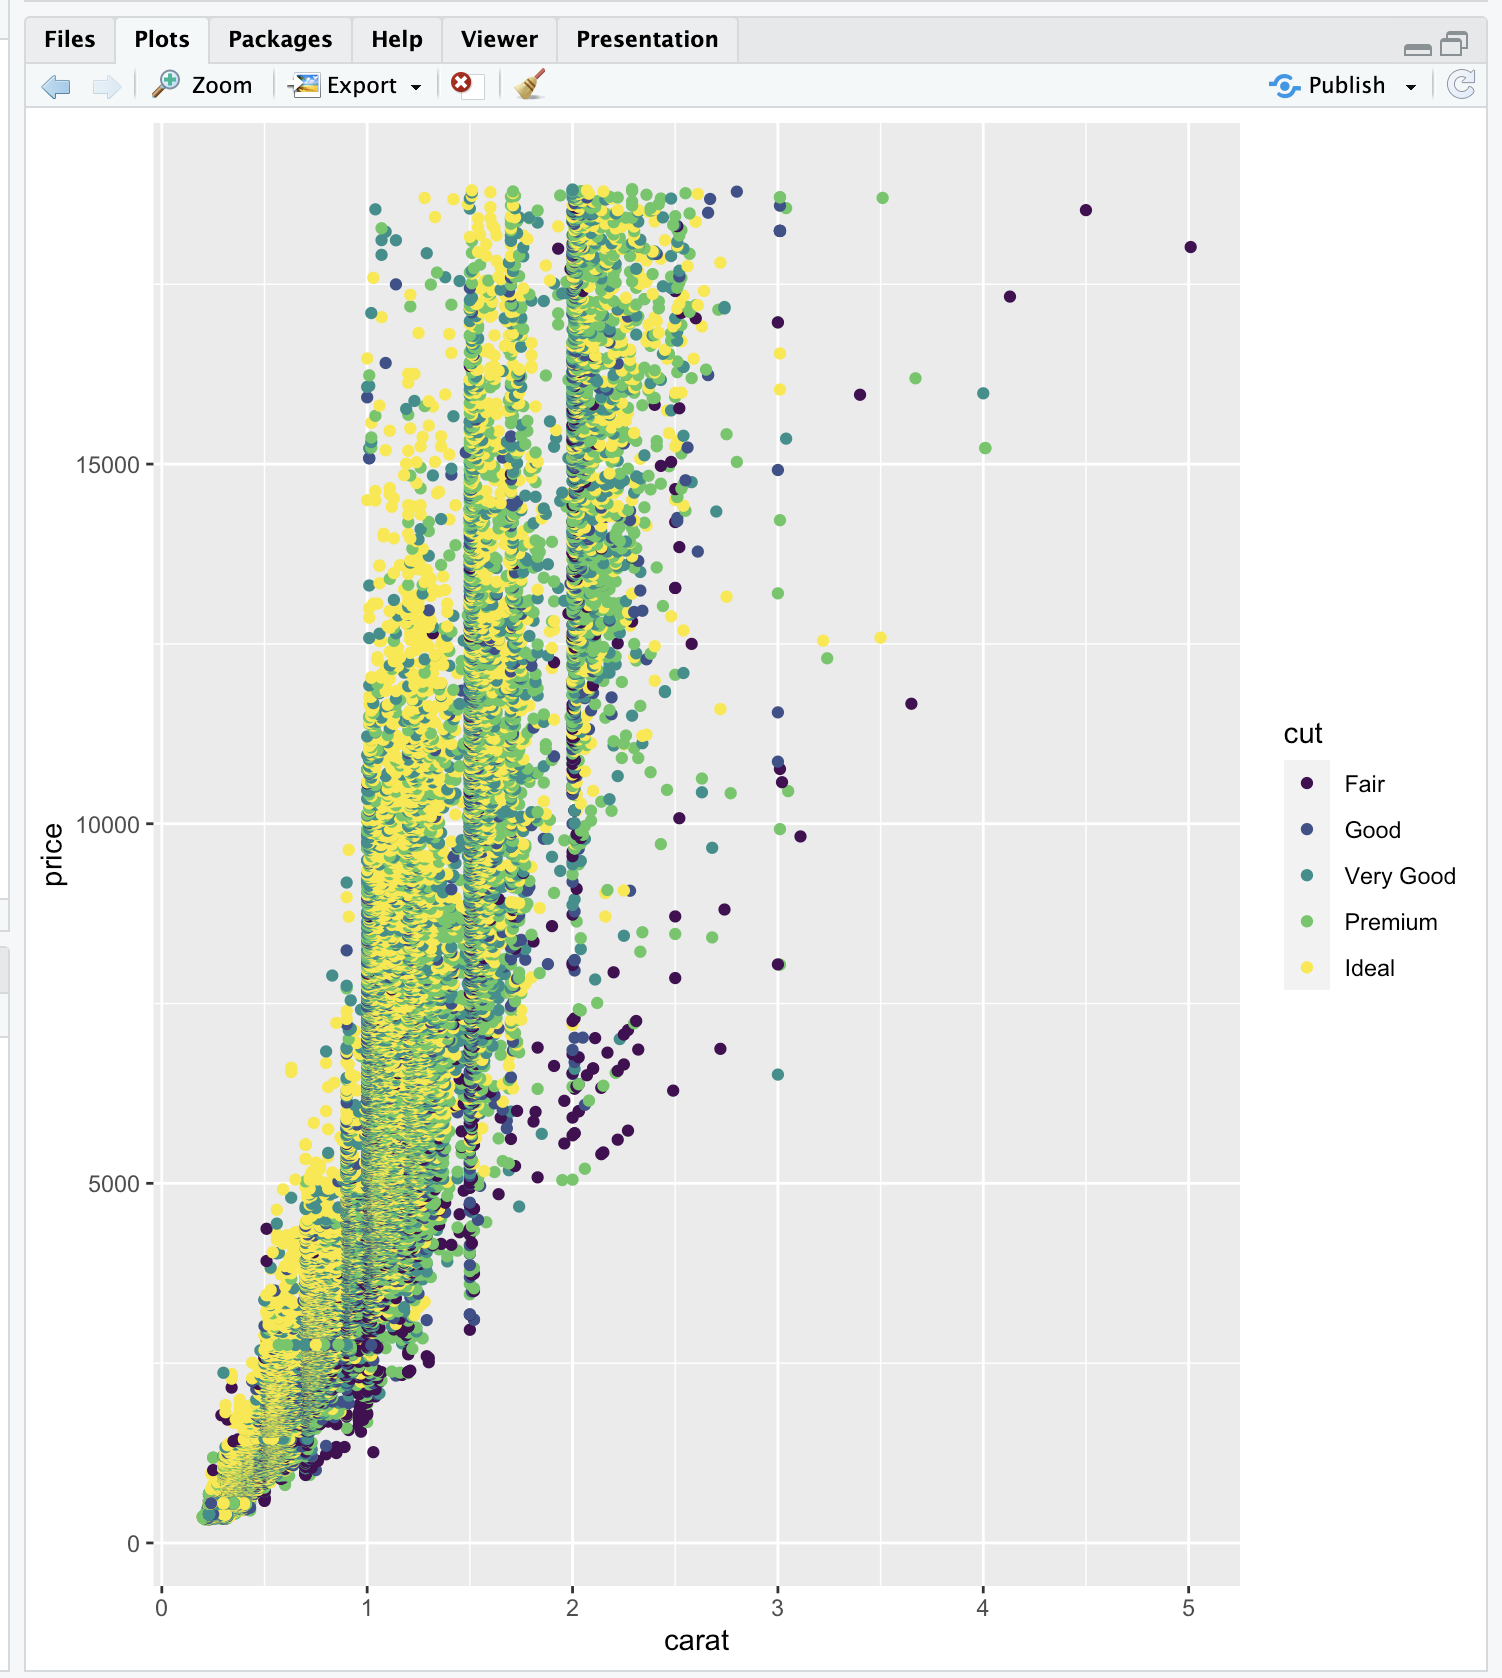 Files Plots Packages Help Viewer Presentation
Zoom Export Publish
15000
10000
5000
0
price
0 1 2 3 4 5
carat
cut
Fair
Good
Very Good
Premium
Ideal